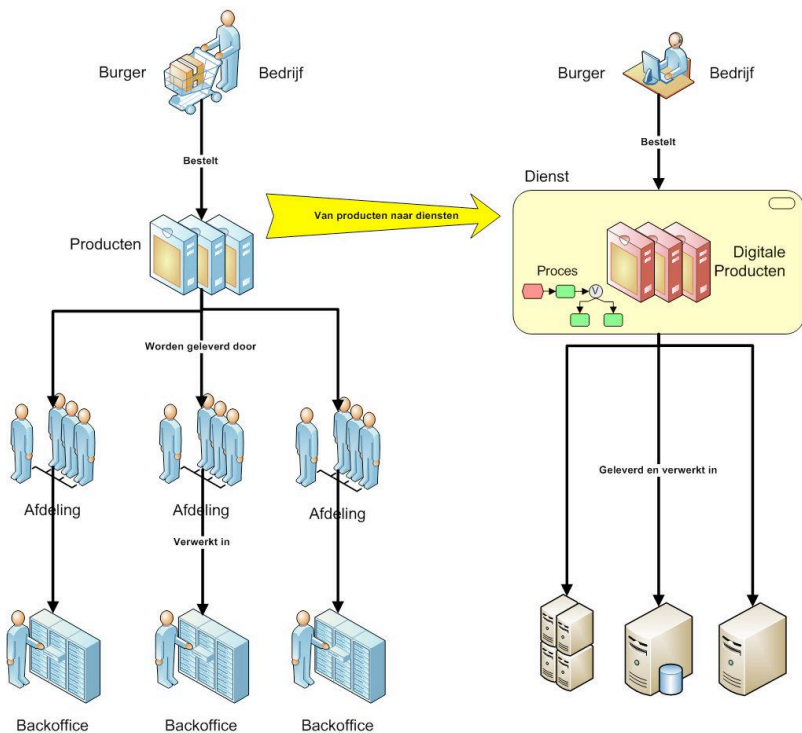 Burger
Bedrijf
Bestelt
Producten
Worden geleverd door
Afdeling
Afdeling
Afdeling
Verwerkt in
Backoffice
Backoffice
Backoffice
Van producten naar diensten
Burger
Bedrijf
Bestelt
Dienst
Proces
V
Digitale
Producten
Geleverd en verwerkt in